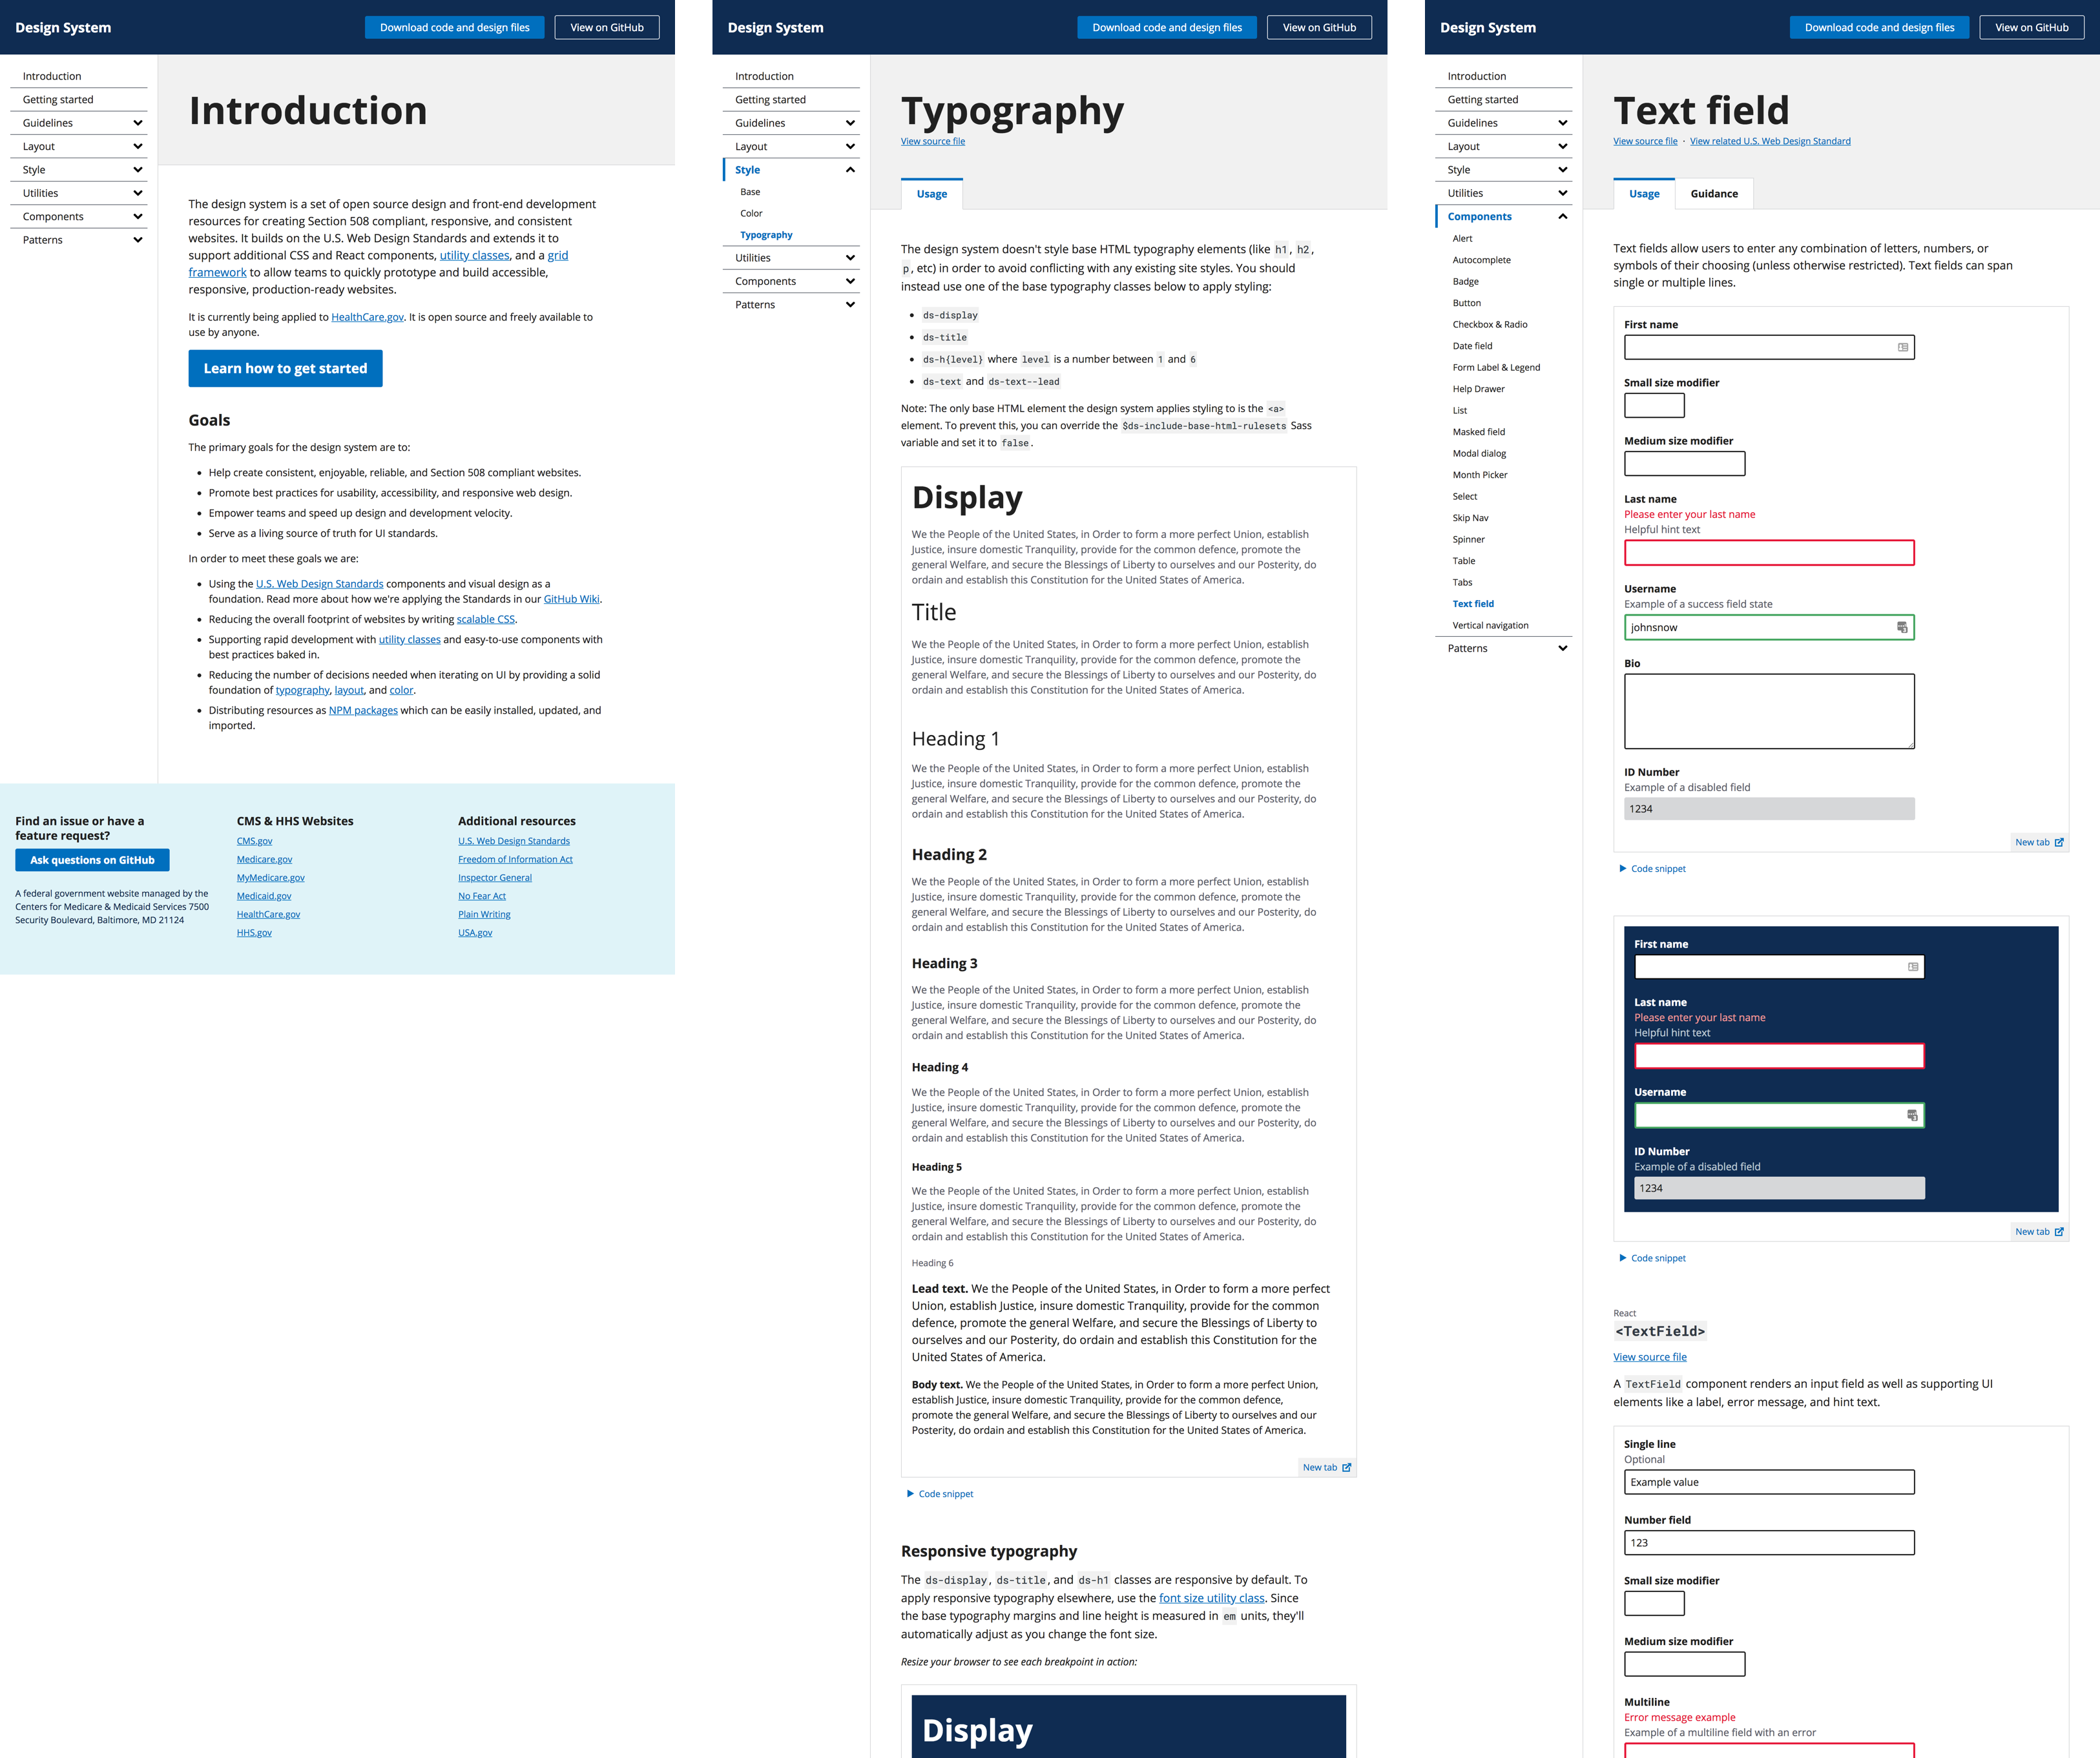 Design System
Download code and design files
View on GitHub
Introduction
Getting started
Guidelines
Layout
Style
Utilities
Components
Patterns
Introduction
The design system is a set of open source design and front-end development
resources for creating Section 508 compliant, responsive, and consistent
websites. It builds on the U.S. Web Design Standards and extends it to
support additional CSS and React components, utility classes, and a grid
framework to allow teams to quickly prototype and build accessible,
responsive, production-ready websites.
It is currently being applied to HealthCare.gov. It is open source and freely available to
use by anyone.
Learn how to get started
Goals
The primary goals for the design system are to:
• Help create consistent, enjoyable, reliable, and Section 508 compliant websites.
• Promote best practices for usability, accessibility, and responsive web design.
• Empower teams and speed up design and development velocity.
• Serve as a living source of truth for UI standards.
In order to meet these goals we are:
• Using the U.S. Web Design Standards components and visual design as a
foundation. Read more about how we're applying the Standards in our GitHub Wiki.
• Reducing the overall footprint of websites by writing scalable CSS.
• Supporting rapid development with utility classes and easy-to-use components with
best practices baked in.
• Reducing the number of decisions needed when iterating on UI by providing a solid
foundation of typography, layout, and color.
• Distributing resources as NPM packages which can be easily installed, updated, and
imported.
Find an issue or have a
feature request?
Ask questions on GitHub
A federal government website managed by the
Centers for Medicare & Medicaid Services 7500
Security Boulevard, Baltimore, MD 21124
CMS & HHS Websites
CMS.gov
Medicare.gov
MyMedicare.gov
Medicaid.gov
HealthCare.gov
HHS.gov
Additional resources
U.S. Web Design Standards
Freedom of Information Act
Inspector General
No Fear Act
Plain Writing
USA.gov
Design System
Download code and design files
View on GitHub
Introduction
Getting started
Guidelines
Layout
Style
Base
Color
Typography
Utilities
Components
Patterns
Typography
View source file
Usage
The design system doesn't style base HTML typography elements (like h1, h2,
p, etc) in order to avoid conflicting with any existing site styles. You should
instead use one of the base typography classes below to apply styling:
• ds-display
• ds-title
• ds-h{level} where level is a number between 1 and 6
• ds-text and ds-text--lead
Note: The only base HTML element the design system applies styling to is the <a>
element. To prevent this, you can override the $ds-include-base-html-rulesets Sass
variable and set it to false.
Display
We the People of the United States, in Order to form a more perfect Union, establish
Justice, insure domestic Tranquility, provide for the common defence, promote the
general Welfare, and secure the Blessings of Liberty to ourselves and our Posterity, do
ordain and establish this Constitution for the United States of America.
Title
We the People of the United States, in Order to form a more perfect Union, establish
Justice, insure domestic Tranquility, provide for the common defence, promote the
general Welfare, and secure the Blessings of Liberty to ourselves and our Posterity, do
ordain and establish this Constitution for the United States of America.
Heading 1
We the People of the United States, in Order to form a more perfect Union, establish
Justice, insure domestic Tranquility, provide for the common defence, promote the
general Welfare, and secure the Blessings of Liberty to ourselves and our Posterity, do
ordain and establish this Constitution for the United States of America.
Heading 2
We the People of the United States, in Order to form a more perfect Union, establish
Justice, insure domestic Tranquility, provide for the common defence, promote the
general Welfare, and secure the Blessings of Liberty to ourselves and our Posterity, do
ordain and establish this Constitution for the United States of America.
Heading 3
We the People of the United States, in Order to form a more perfect Union, establish
Justice, insure domestic Tranquility, provide for the common defence, promote the
general Welfare, and secure the Blessings of Liberty to ourselves and our Posterity, do
ordain and establish this Constitution for the United States of America.
Heading 4
We the People of the United States, in Order to form a more perfect Union, establish
Justice, insure domestic Tranquility, provide for the common defence, promote the
general Welfare, and secure the Blessings of Liberty to ourselves and our Posterity, do
ordain and establish this Constitution for the United States of America.
Heading 5
We the People of the United States, in Order to form a more perfect Union, establish
Justice, insure domestic Tranquility, provide for the common defence, promote the
general Welfare, and secure the Blessings of Liberty to ourselves and our Posterity, do
ordain and establish this Constitution for the United States of America.
Heading 6
Lead text. We the People of the United States, in Order to form a more perfect
Union, establish Justice, insure domestic Tranquility, provide for the common
defence, promote the general Welfare, and secure the Blessings of Liberty to
ourselves and our Posterity, do ordain and establish this Constitution for the
United States of America.
Body text. We the People of the United States, in Order to form a more perfect Union,
establish Justice, insure domestic Tranquility, provide for the common defence,
promote the general Welfare, and secure the Blessings of Liberty to ourselves and our
Posterity, do ordain and establish this Constitution for the United States of America.
New tab
Code snippet
Responsive typography
The ds-display, ds-title, and ds-h1 classes are responsive by default. To
apply responsive typography elsewhere, use the font size utility class. Since
the base typography margins and line height is measured in em units, they'll
automatically adjust as you change the font size.
Resize your browser to see each breakpoint in action:
Display
Design System
Download code and design files
View on GitHub
Introduction
Getting started
Guidelines
Layout
Style
Utilities
Components
Alert
Autocomplete
Badge
Button
Checkbox & Radio
Date field
Form Label & Legend
Help Drawer
List
Masked field
Modal dialog
Month Picker
Select
Skip Nav
Spinner
Table
Tabs
Text field
Vertical navigation
Patterns
Text field
View source file · View related U.S. Web Design Standard
Usage
Guidance
Text fields allow users to enter any combination of letters, numbers, or
symbols of their choosing (unless otherwise restricted). Text fields can span
single or multiple lines.
First name
Small size modifier
Medium size modifier
Last name
Please enter your last name
Helpful hint text
Username
Example of a success field state
johnsnow
Bio
ID Number
Example of a disabled field
1234
New tab
Code snippet
First name
Last name
Please enter your last name
Helpful hint text
Username
ID Number
Example of a disabled field
1234
New tab
Code snippet
React
<TextField>
View source file
A TextField component renders an input field as well as supporting UI
elements like a label, error message, and hint text.
Single line
Optional
Example value
Number field
123
Small size modifier
Medium size modifier
Multiline
Error message example
Example of a multiline field with an error